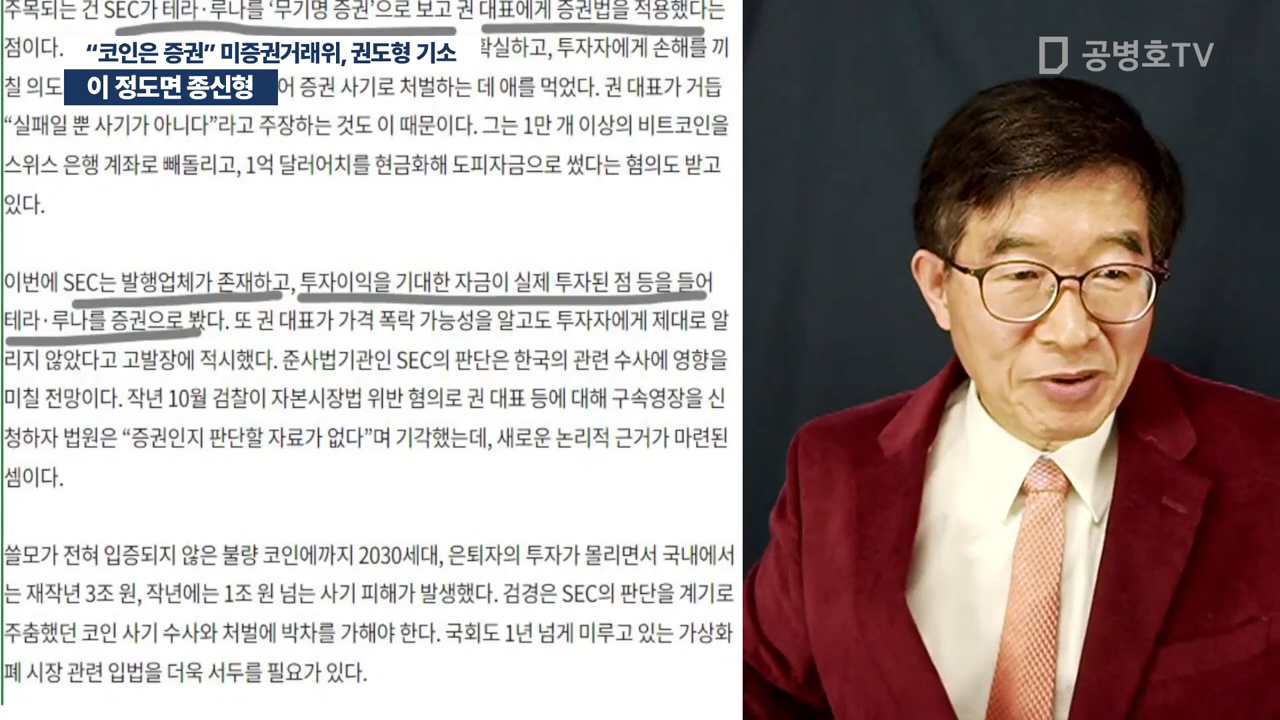 주목되는 건 SEC가 테라·루나를 ‘무기명 증권’으로 보고 권 대표에게 증권법을 적용했다는
점이다.
“코인은 증권” 미증권거래위, 권도형 기소
확실하고, 투자자에게 손해를 끼
칠 의도
이 정도면 종신형
어 증권 사기로 처벌하는 데 애를 먹었다. 권 대표가 거듭
“실패일 뿐 사기가 아니다”라고 주장하는 것도 이 때문이다. 그는 1만 개 이상의 비트코인을
스위스 은행 계좌로 빼돌리고, 1억 달러어치를 현금화해 도피자금으로 썼다는 혐의도 받고
있다.
이번에 SEC는 발행업체가 존재하고, 투자이익을 기대한 자금이 실제 투자된 점 등을 들어
테라·루나를 증권으로 봤다. 또 권 대표가 가격 폭락 가능성을 알고도 투자자에게 제대로 알
리지 않았다고 고발장에 적시했다. 준사법기관인 SEC의 판단은 한국의 관련 수사에 영향을
미칠 전망이다. 작년 10월 검찰이 자본시장법 위반 혐의로 권 대표 등에 대해 구속영장을 신
청하자 법원은 “증권인지 판단할 자료가 없다”며 기각했는데, 새로운 논리적 근거가 마련된
셈이다.
쓸모가 전혀 입증되지 않은 불량 코인에까지 2030세대, 은퇴자의 투자가 몰리면서 국내에서
는 재작년 3조 원, 작년에는 1조 원 넘는 사기 피해가 발생했다. 검경은 SEC의 판단을 계기로
주춤했던 코인 사기 수사와 처벌에 박차를 가해야 한다. 국회도 1년 넘게 미루고 있는 가상화
폐 시장 관련 입법을 더욱 서두를 필요가 있다.
공병호TV